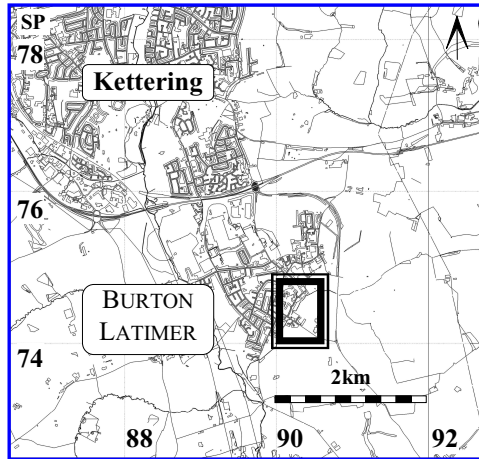 SP
78
Kettering
76
BURTON
LATIMER
74
2km
88 90 92